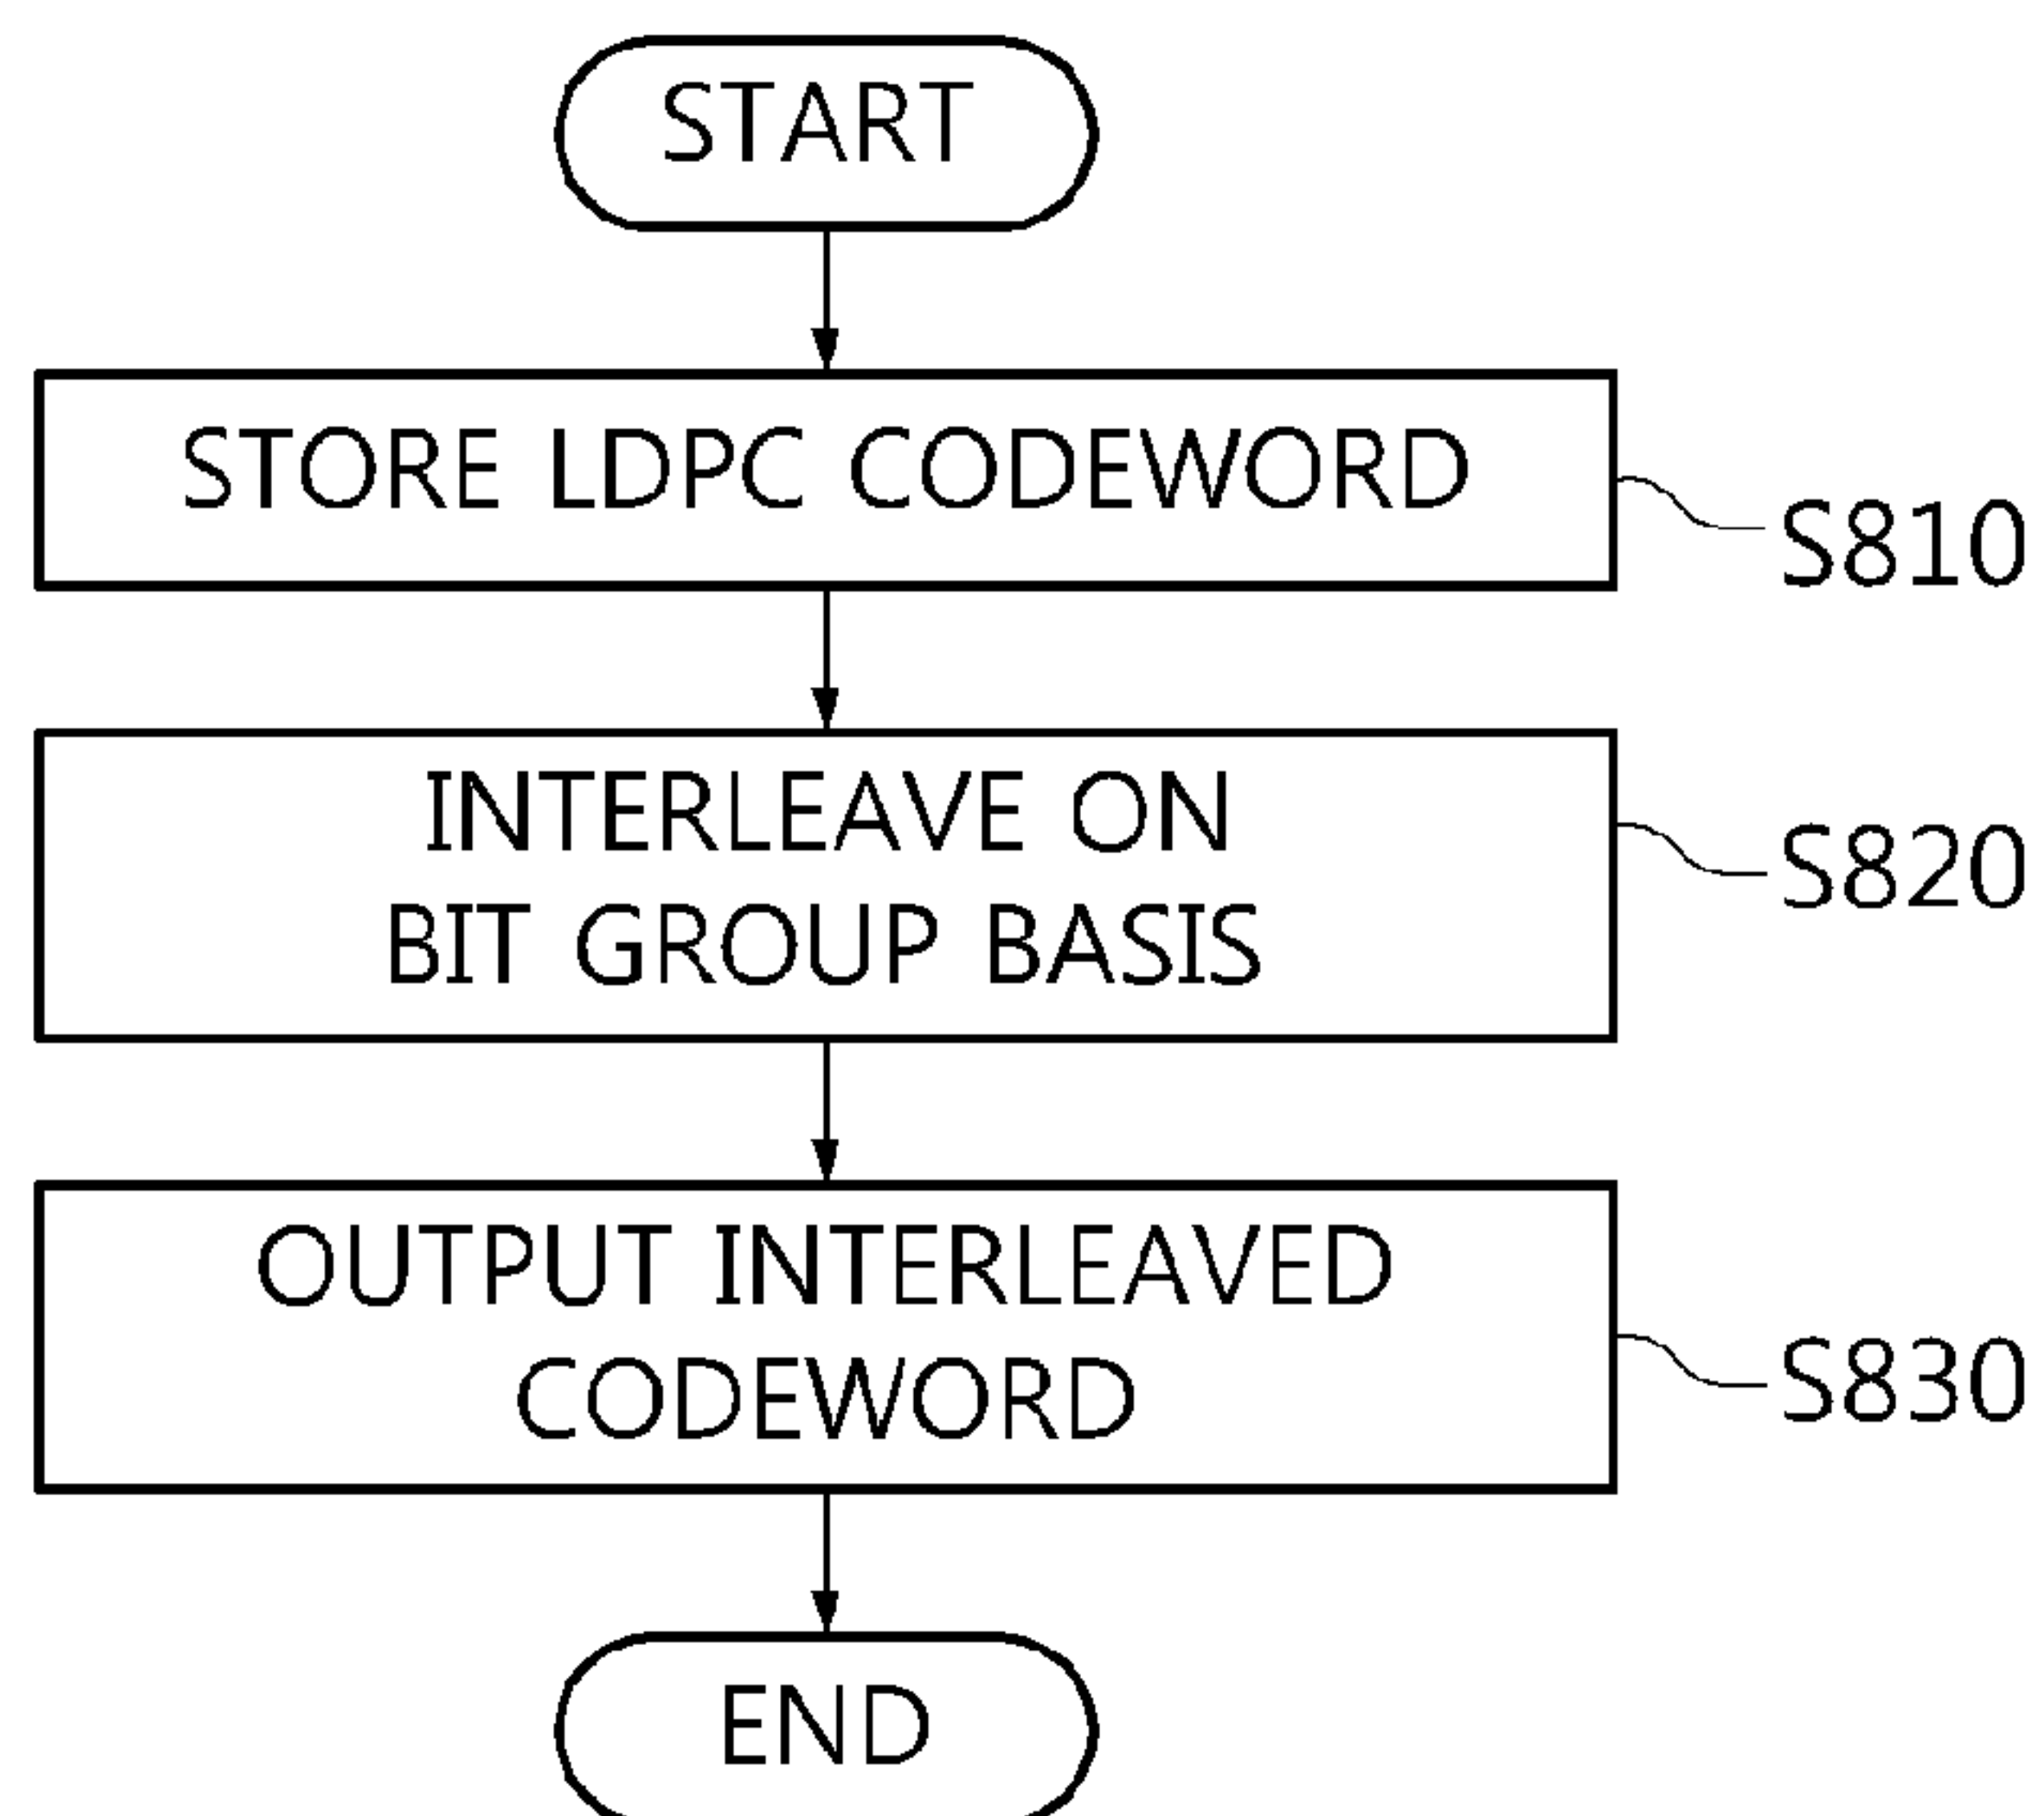 START
STORE LDPC CODEWORD
S810
INTERLEAVE ON
BIT GROUP BASIS
S820
OUTPUT INTERLEAVED
CODEWORD
S830
END